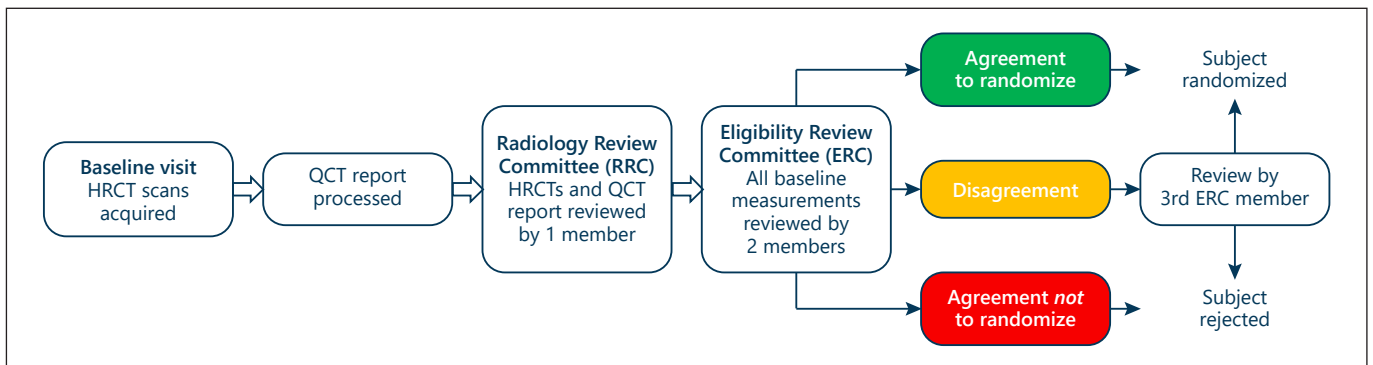 Baseline visit
HRCT scans
acquired
QCT report
processed
Radiology Review
Committee (RRC)
HRCTs and QCT
report reviewed
by 1 member
Eligibility Review
Committee (ERC)
All baseline
measurements
reviewed by
2 members
Agreement
to randomize
Subject
randomized
Disagreement
Review by
3rd ERC member
Agreement not
to randomize
Subject
rejected